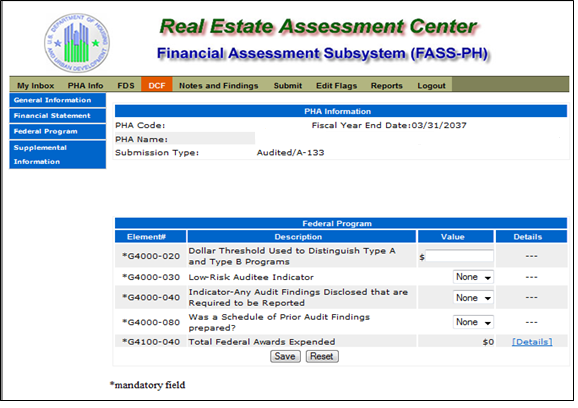 U.S. DEPARTMENT OF HOUSING AND URBAN DEVELOPMENT
Real Estate Assessment Center
Financial Assessment Subsystem (FASS-PH)
My Inbox PHA Info FDS DCF Notes and Findings Submit Edit Flags Reports Logout
General Information
Financial Statement
Federal Program
Supplemental
Information
PHA Information
PHA Code: Fiscal Year End Date:03/31/2037
PHA Name:
Submission Type: Audited/A-133
Federal Program
Element# Description Value Details
*G4000-020 Dollar Threshold Used to Distinguish Type A
and Type B Programs $ ---
*G4000-030 Low-Risk Auditee Indicator None ---
*G4000-040 Indicator-Any Audit Findings Disclosed that are
Required to be Reported None ---
*G4000-080 Was a Schedule of Prior Audit Findings
prepared? None ---
*G4100-040 Total Federal Awards Expended $0 [Details]
Save Reset
*mandatory field